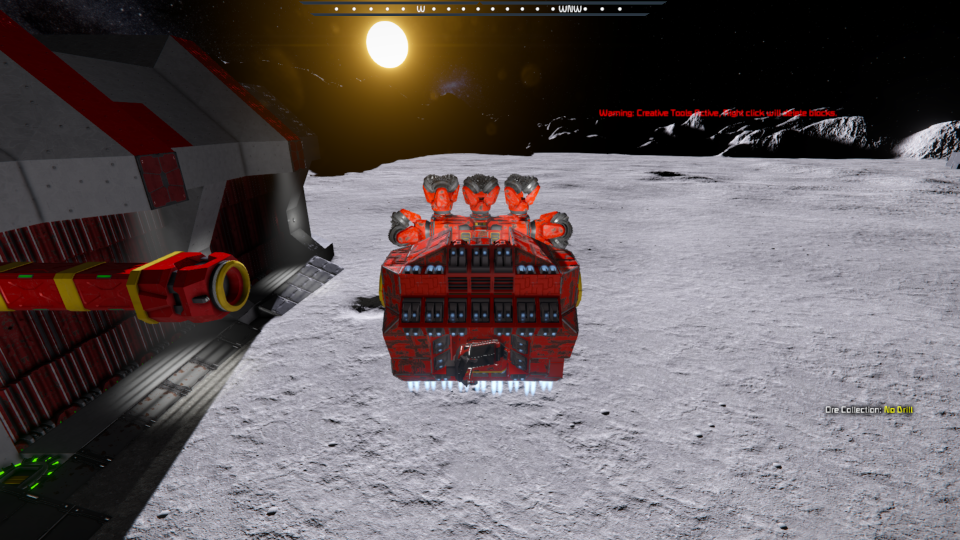 W
WNW
Warning: Creative Tools Active, Right click will delete blocks.
Ore Collection: No Drill